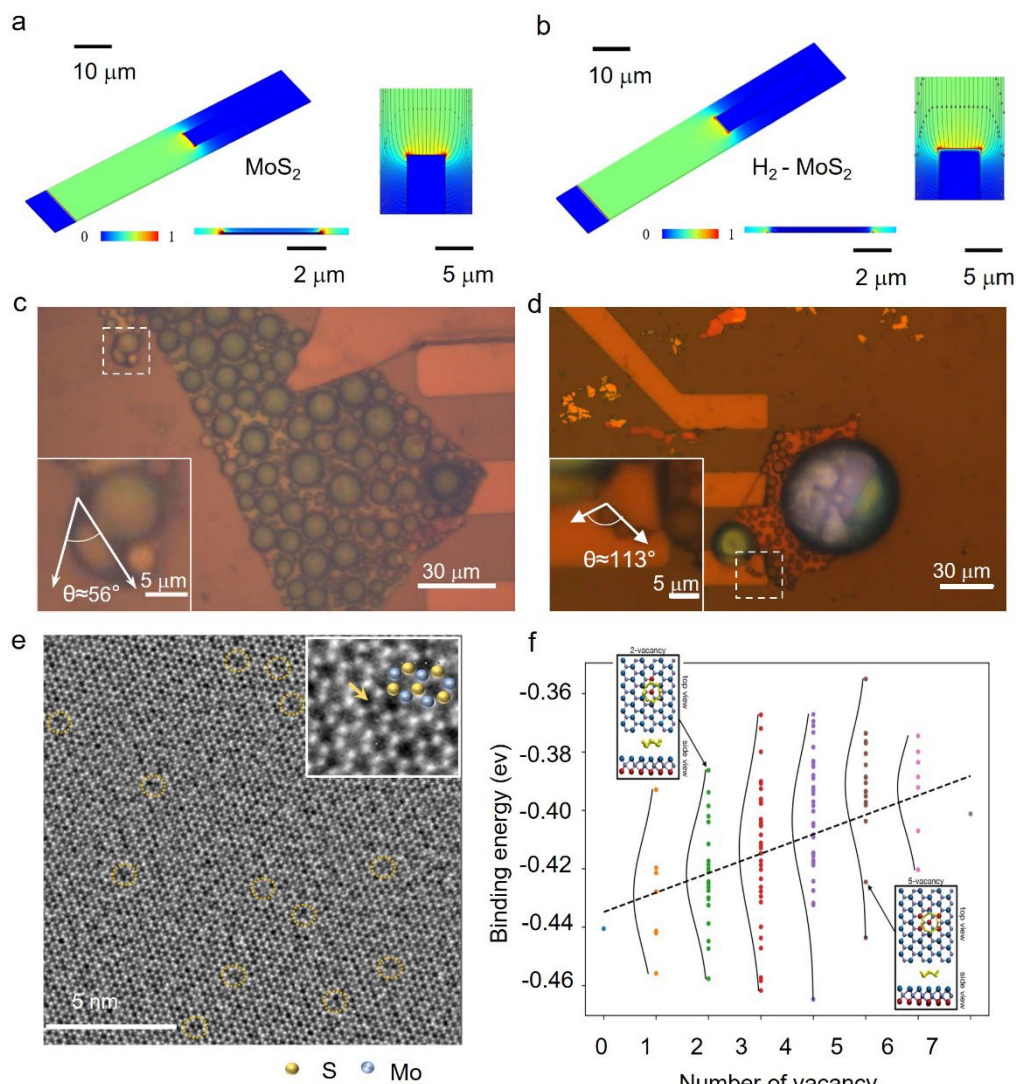 a
10 μm
MoS2
0
1
2 μm
5 μm
b
10 μm
H2 - MoS2
0
1
2 μm
5 μm
c
θ≈56°
5 μm
30 μm
d
θ≈113°
5 μm
30 μm
e
5 nm
S
Mo
f
Binding energy (ev)
-0.36
-0.38
-0.40
-0.42
-0.44
-0.46
2-vacancy
top view
side view
5-vacancy
top view
side view
0 1 2 3 4 5 6 7
Number of vacancy